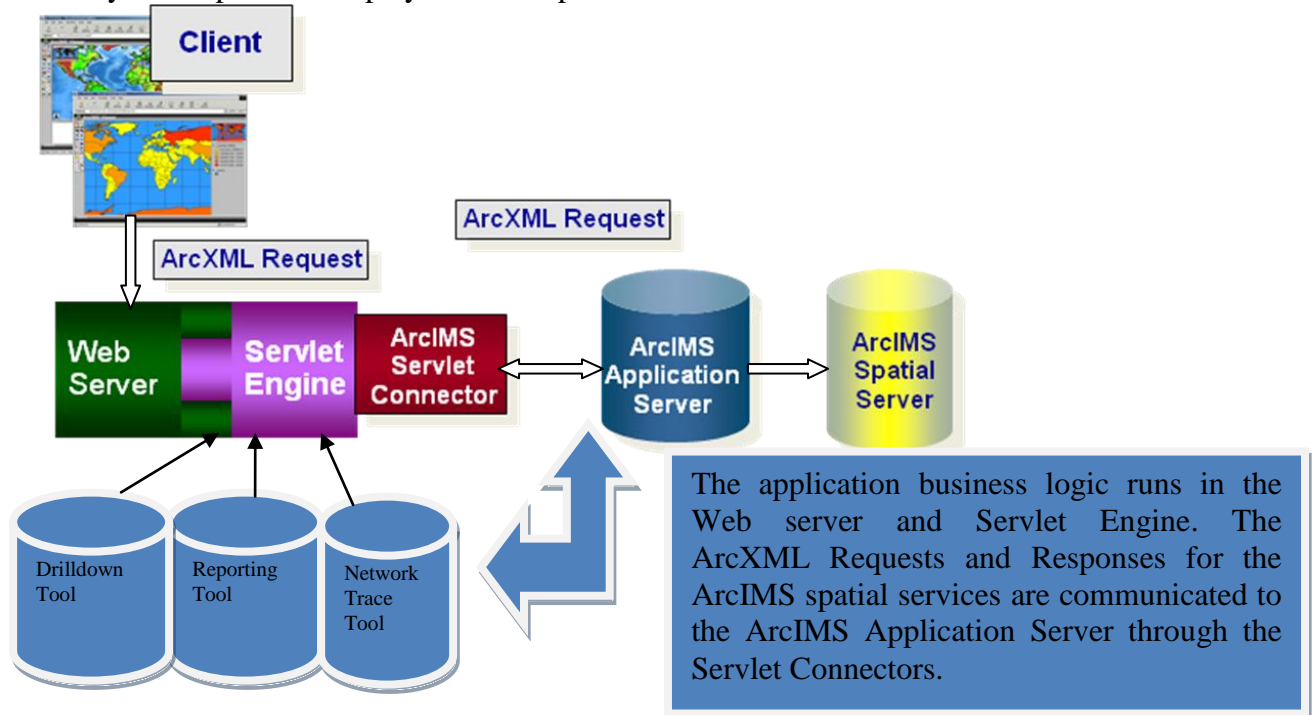 Client
ArcXML Request
ArcXML Request
Web
Server
Servlet
Engine
ArcIMS
Servlet
Connector
ArcIMS
Application
Server
ArcIMS
Spatial
Server
Drilldown
Tool
Reporting
Tool
Network
Trace
Tool
The application business logic runs in the
Web server and Servlet Engine. The
ArcXML Requests and Responses for the
ArcIMS spatial services are communicated to
the ArcIMS Application Server through the
Servlet Connectors.